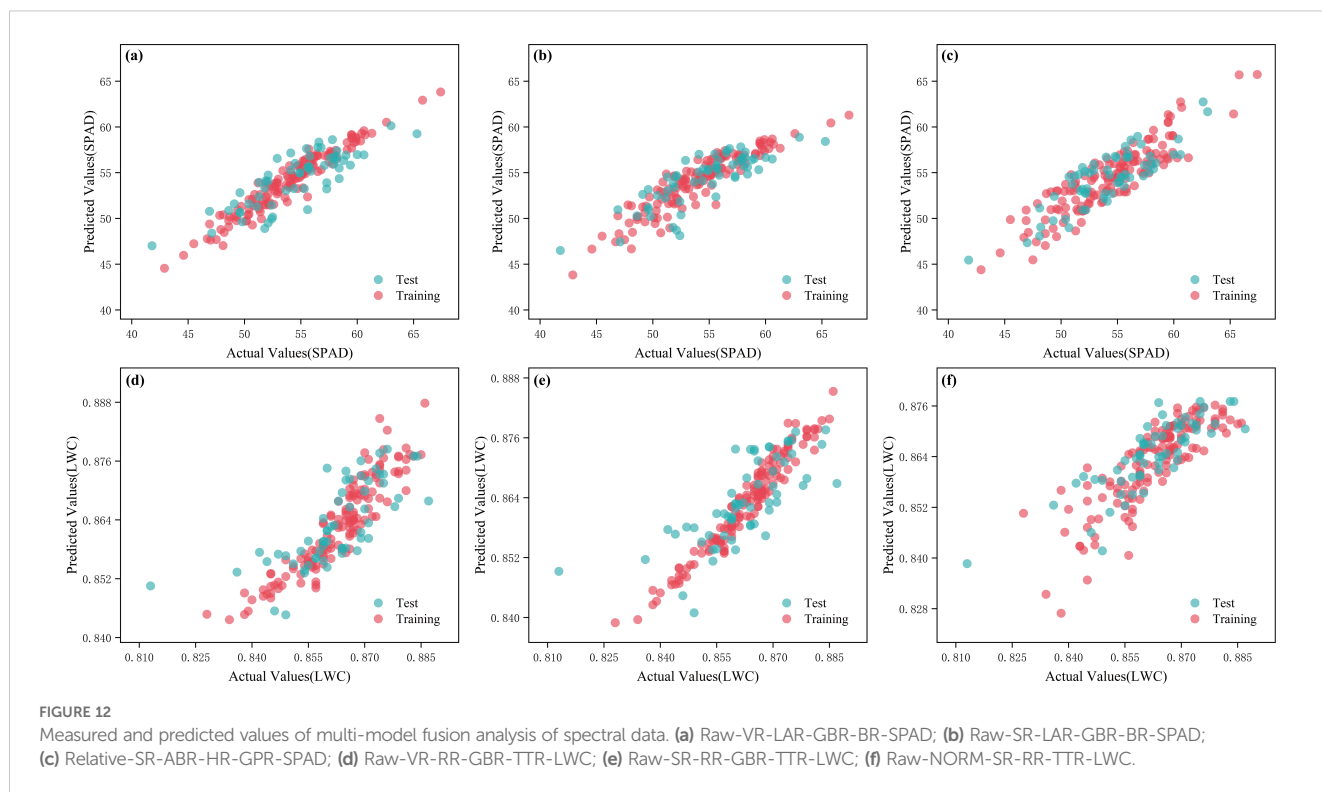 (a)
65
60
55
50
45
40
Predicted Values(SPAD)
Test
Training
40 45 50 55 60 65
Actual Values(SPAD)
(b)
65
60
55
50
45
40
Predicted Values(SPAD)
Test
Training
40 45 50 55 60 65
Actual Values(SPAD)
(c)
65
60
55
50
45
40
Predicted Values(SPAD)
Test
Training
40 45 50 55 60 65
Actual Values(SPAD)
(d)
0.888
0.876
0.864
0.852
0.840
Predicted Values(LWC)
Test
Training
0.810 0.825 0.840 0.855 0.870 0.885
Actual Values(LWC)
(e)
0.888
0.876
0.864
0.852
0.840
Predicted Values(LWC)
Test
Training
0.810 0.825 0.840 0.855 0.870 0.885
Actual Values(LWC)
(f)
0.876
0.864
0.852
0.840
0.828
Predicted Values(LWC)
Test
Training
0.810 0.825 0.840 0.855 0.870 0.885
Actual Values(LWC)
FIGURE 12
Measured and predicted values of multi-model fusion analysis of spectral data. (a) Raw-VR-LAR-GBR-BR-SPAD; (b) Raw-SR-LAR-GBR-BR-SPAD;
(c) Relative-SR-ABR-HR-GPR-SPAD; (d) Raw-VR-RR-GBR-TTR-LWC; (e) Raw-SR-RR-GBR-TTR-LWC; (f) Raw-NORM-SR-RR-TTR-LWC.